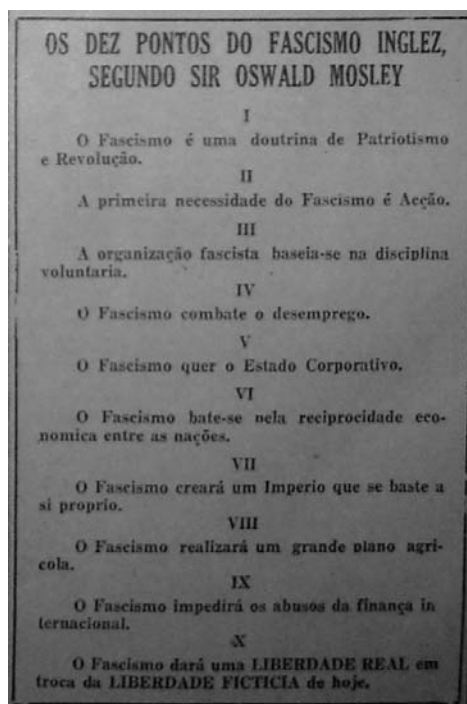 OS DEZ PONTOS DO FASCISMO INGLEZ,
SEGUNDO SIR OSWALD MOSLEY
I
O Fascismo é uma doutrina de Patriotismo
e Revolução.
II
A primeira necessidade do Fascismo é Acção.
III
A organização fascista baseia-se na disciplina
voluntaria.
IV
O Fascismo combate o desemprego.
V
O Fascismo quer o Estado Corporativo.
VI
O Fascismo bate-se pela reciprocidade eco-
nomica entre as nações.
VII
O Fascismo creará um Imperio que se baste a
si proprio.
VIII
O Fascismo realizará um grande plano agri-
cola.
IX
O Fascismo impedirá os abusos da finança in
ternacional.
X
O Fascismo dará uma LIBERDADE REAL em
troca da LIBERDADE FICTICIA de hoje.